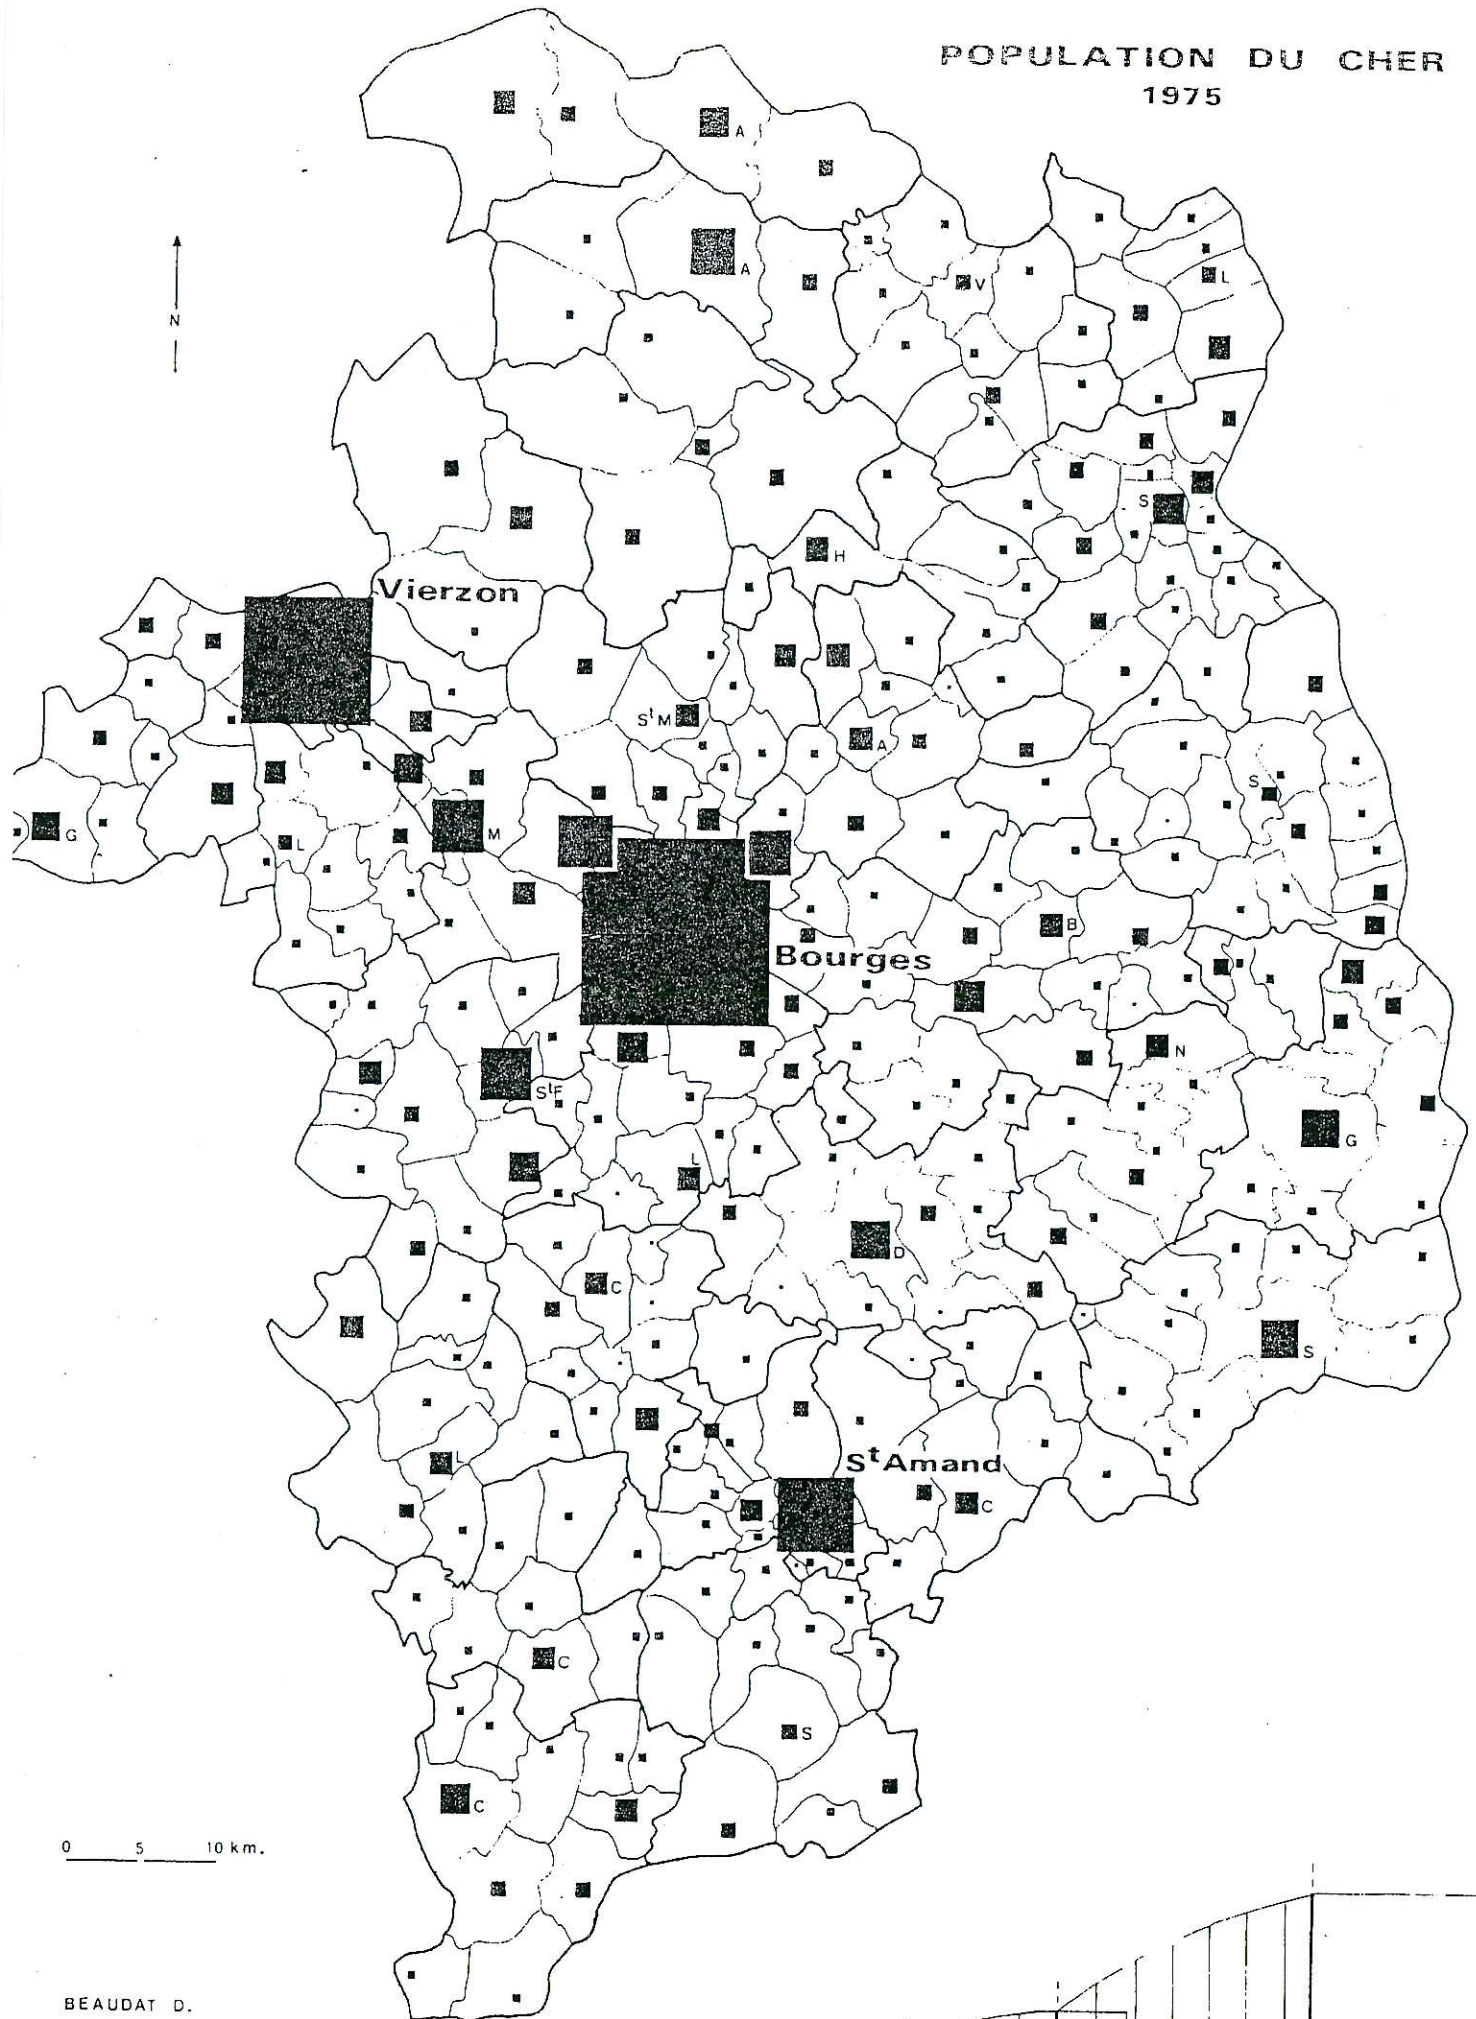 POPULATION DU CHER
1975
A
A
N
V
L
S
H
Vierzon
StM
A
S
G
L
M
B
Bourges
N
StF
G
L
D
C
S
StAmand
L
C
C
S
C
0 5 10 km.
BEAUDAT D.